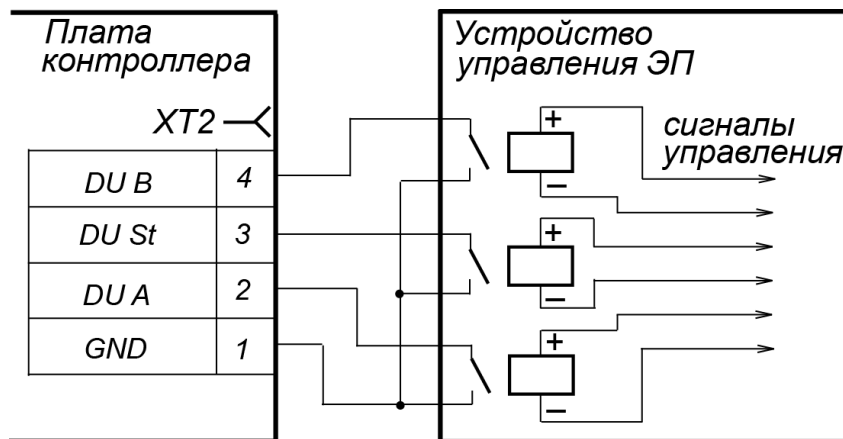 Плата
контроллера
XT2
DU B 4
DU St 3
DU A 2
GND 1
Устройство
управления ЭП
сигналы
управления
+
−
+
−
+
−